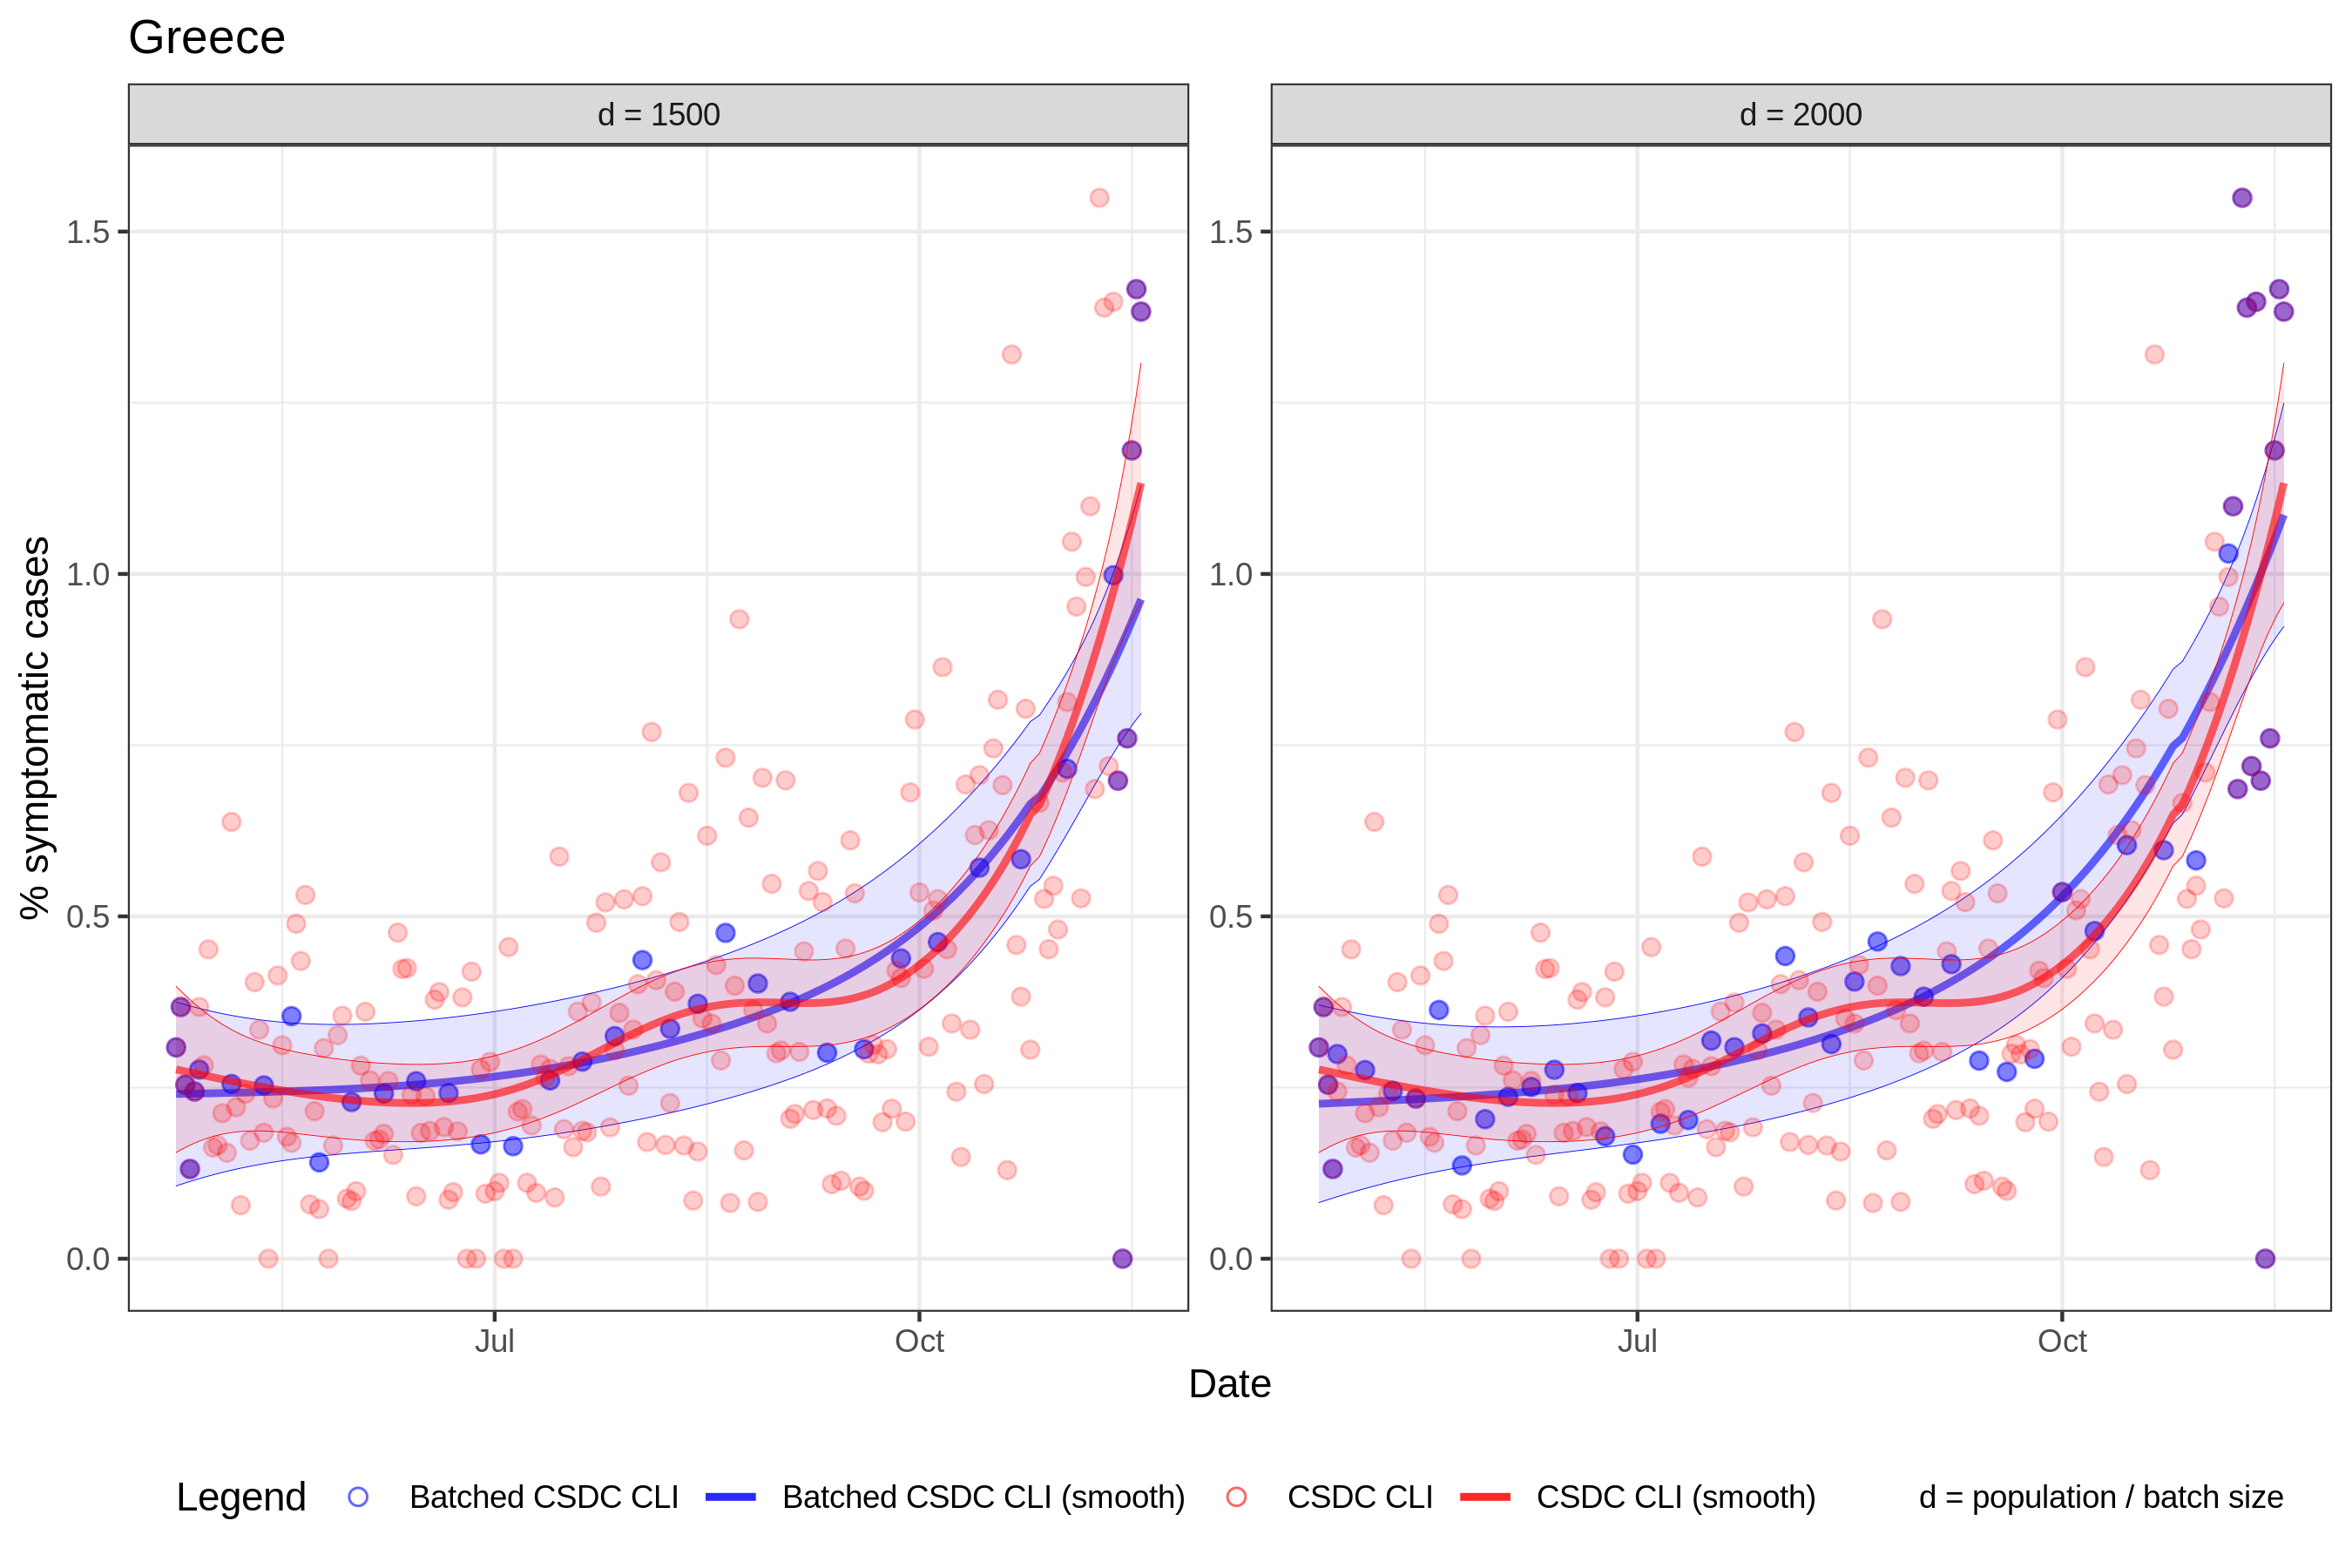 Greece
d = 1500
d = 2000
% symptomatic cases
1.5
1.0
0.5
0.0
1.5
1.0
0.5
0.0
Jul
Oct
Jul
Oct
Date
Legend
Batched CSDC CLI
Batched CSDC CLI (smooth)
CSDC CLI
CSDC CLI (smooth)
d = population / batch size